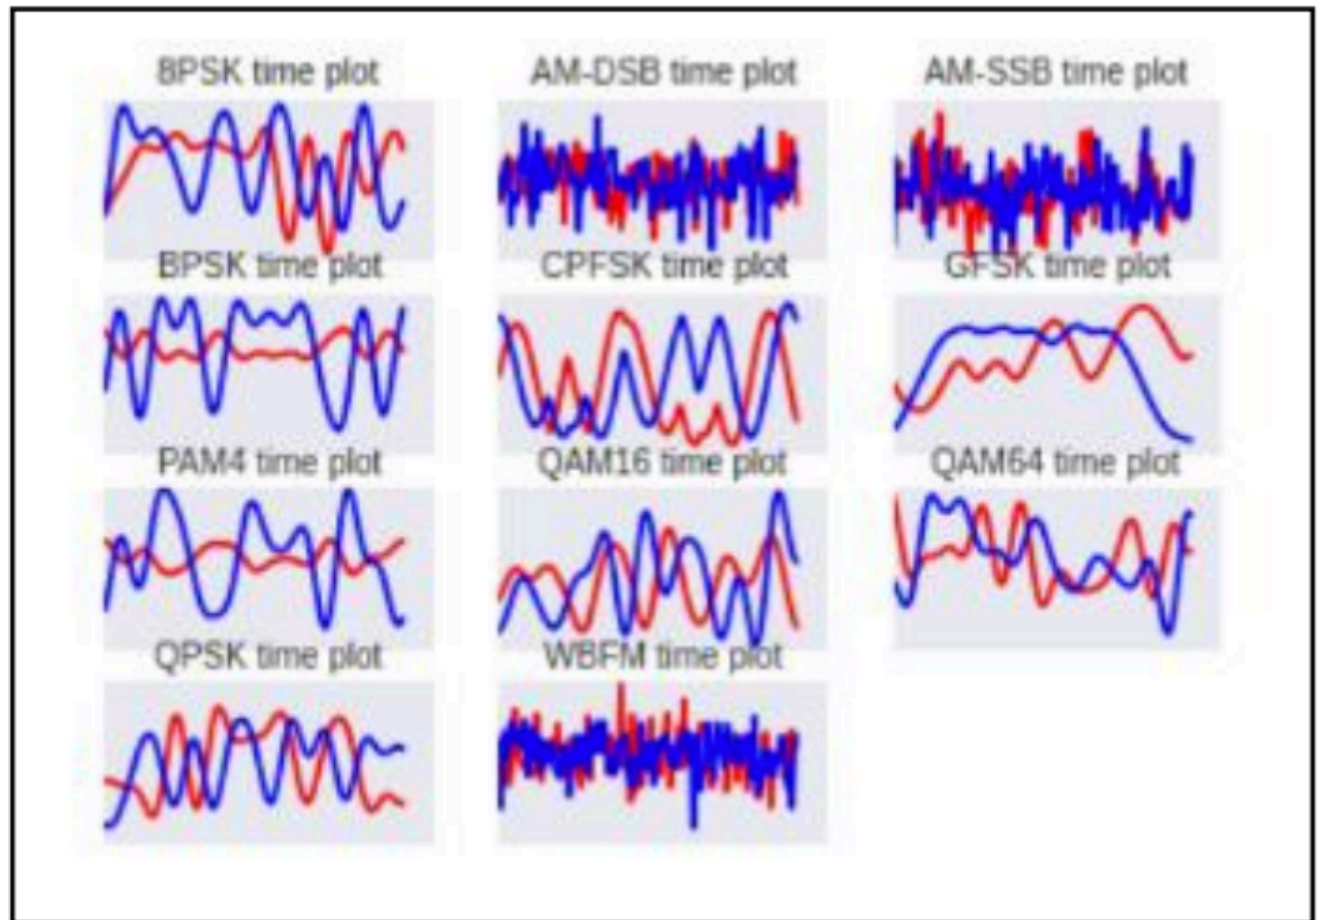 8PSK time plot AM-DSB time plot AM-SSB time plot
BPSK time plot CPFSK time plot GFSK time plot
PAM4 time plot QAM16 time plot QAM64 time plot
QPSK time plot WBFM time plot